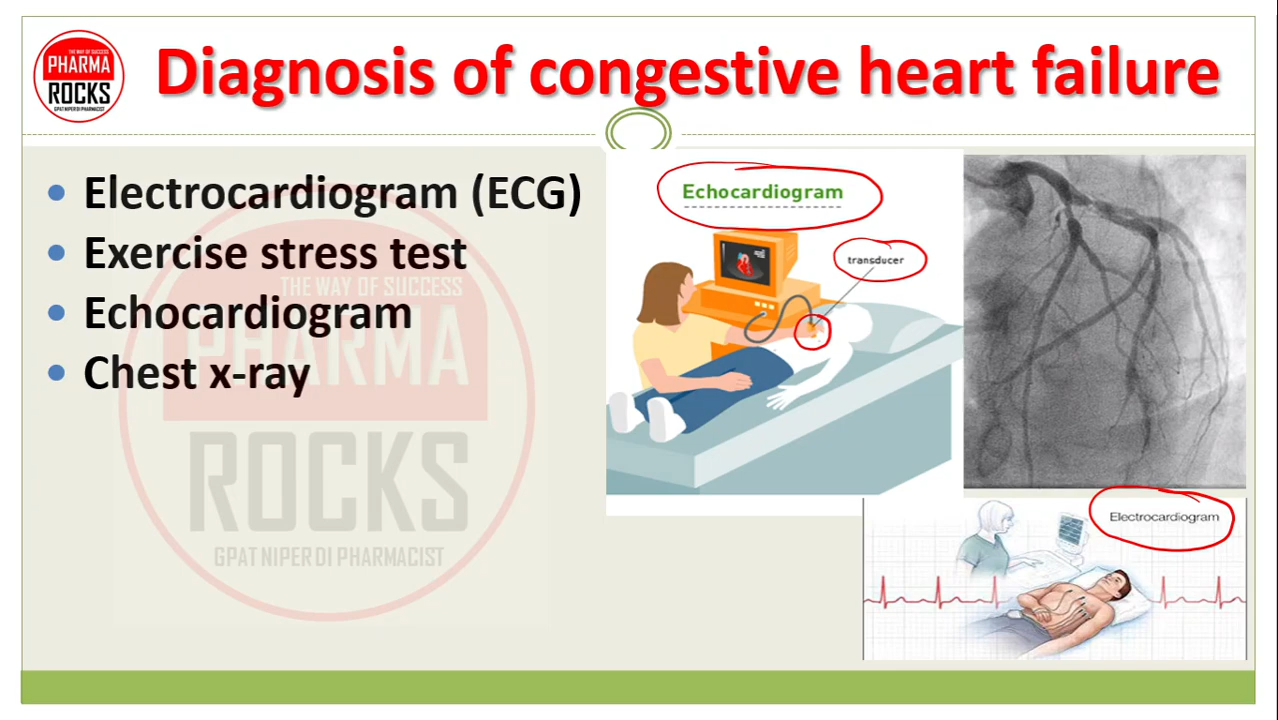 THE WAY OF SUCCESS
PHARMA
ROCKS
GPAT NIPER DI PHARMACIST
Diagnosis of congestive heart failure
• Electrocardiogram (ECG)
• Exercise stress test
• Echocardiogram
• Chest x-ray
THE WAY OF SUCCESS
PHARMA
ROCKS
GPAT NIPER DI PHARMACIST
Echocardiogram
transducer
Electrocardiogram